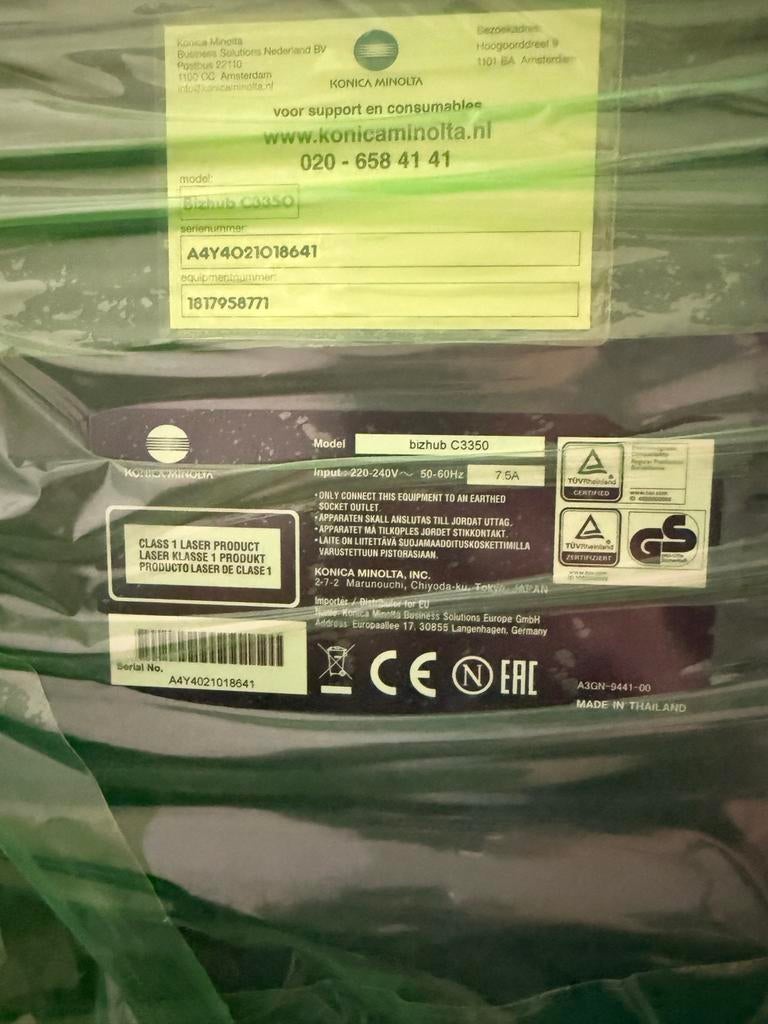 Konica Minolta
Business Solutions Nederland BV
Postbus 22110
1100 CC Amsterdam
info@konicaminolta.nl
KONICA MINOLTA
Bezoekadres:
Hoogoorddreef 9
1101 BA Amsterdam
voor support en consumables
www.konicaminolta.nl
020 - 658 41 41
model:
Bizhub C3350
serienummer:
A4Y4021018641
equipmentnummer:
1817958771
KONICA MINOLTA
Model bizhub C3350
Input : 220-240V～ 50-60Hz 7.5A
•ONLY CONNECT THIS EQUIPMENT TO AN EARTHED
SOCKET OUTLET.
•APPARATEN SKALL ANSLUTAS TILL JORDAT UTTAG.
•APPARATET MÅ TILKOPLES JORDET STIKKONTAKT.
•LAITE ON LIITETTÄVÄ SUOJAMAADOITUSKOSKETTIMILLA
VARUSTETTUUN PISTORASIAAN.
KONICA MINOLTA, INC.
2-7-2 Marunouchi, Chiyoda-ku, Tokyo, JAPAN
Importer / Distributor for EU
Name: Konica Minolta Business Solutions Europe GmbH
Address: Europaallee 17, 30855 Langenhagen, Germany
CLASS 1 LASER PRODUCT
LASER KLASSE 1 PRODUKT
PRODUCTO LASER DE CLASE 1
Serial No.
A4Y4021018641
TÜVRheinland
CERTIFIED
www.tuv.com
TÜVRheinland
ZERTIFIZIERT
GS
CE
N
EAC
A3GN-9441-00
MADE IN THAILAND